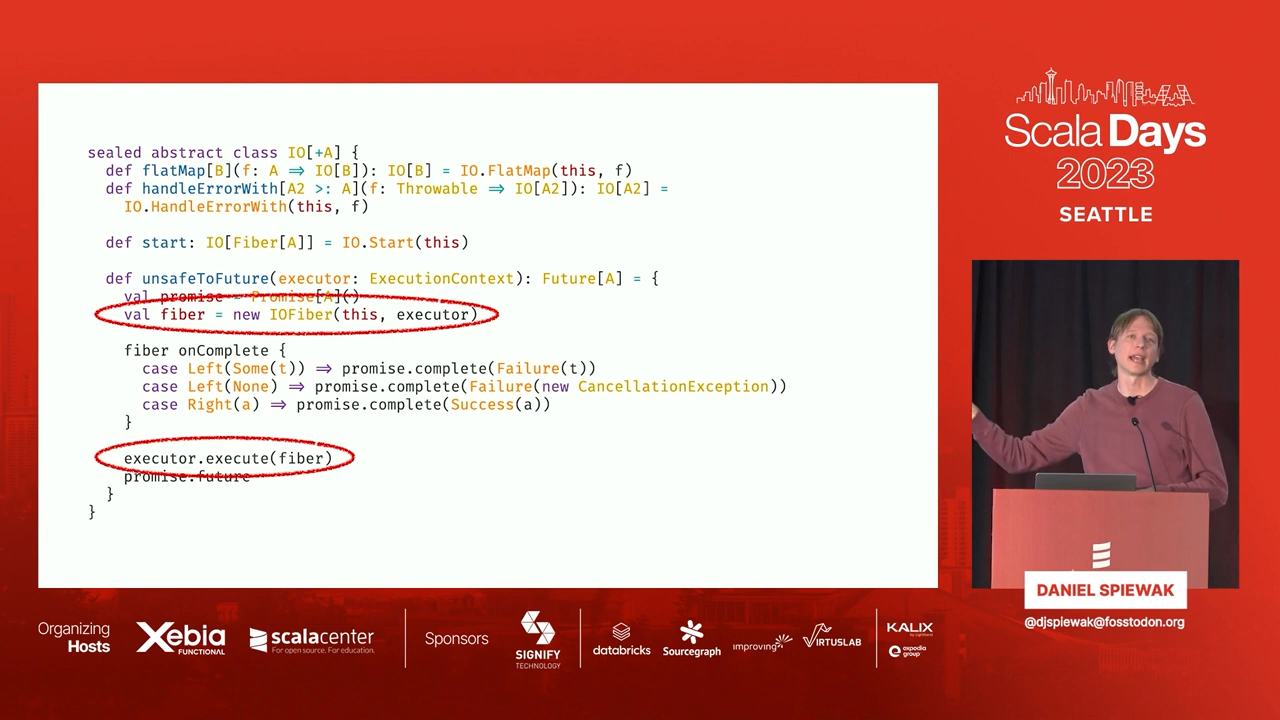 sealed abstract class IO[+A] {
def flatMap[B](f: A ⇒ IO[B]): IO[B] = IO.FlatMap(this, f)
def handleErrorWith[A2 >: A](f: Throwable ⇒ IO[A2]): IO[A2] =
IO.HandleErrorWith(this, f)
def start: IO[Fiber[A]] = IO.Start(this)
def unsafeToFuture(executor: ExecutionContext): Future[A] = {
val promise = Promise[A]()
val fiber = new IOFiber(this, executor)
fiber onComplete {
case Left(Some(t)) ⇒ promise.complete(Failure(t))
case Left(None) ⇒ promise.complete(Failure(new CancellationException))
case Right(a) ⇒ promise.complete(Success(a))
}
executor.execute(fiber)
promise.future
}
}
Scala Days
2023
SEATTLE
DANIEL SPIEWAK
@djspiewak@fosstodon.org
Organizing
Hosts
Xebia
FUNCTIONAL
scalacenter
For open source. For education.
Sponsors
SIGNIFY
TECHNOLOGY
databricks
Sourcegraph
improving
VIRTUSLAB
KALIX
by Lightbend
expedia
group